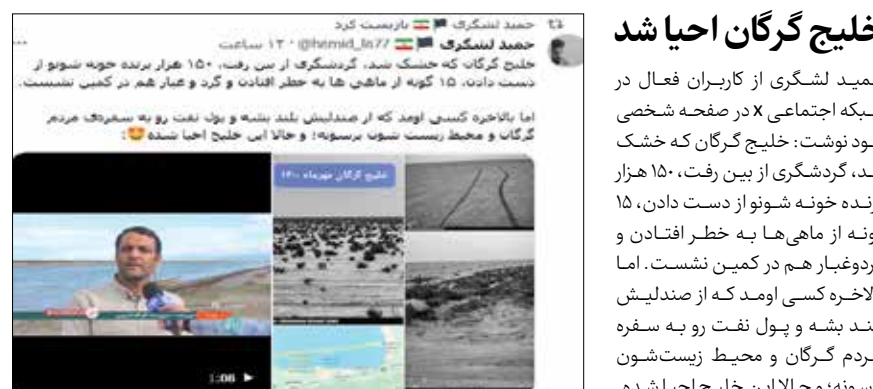 خلیج گرگان احیا شد
حمید لشگری از کاربران فعال در
شبکه اجتماعی x در صفحه شخصی
خود نوشت: خلیج گرگان که خشک
شد، گردشگری از بین رفت، ۱۵۰ هزار
پرنده خونه شونو از دست دادن، ۱۵
گونه از ماهی‌ها به خطر افتادن و
گردوغبار هم در کمین نشست. اما
بالاخره کسی اومد که از صندلیش
بلند بشه و پول نفت رو به سفره
مردم گرگان و محیط زیست‌شون
برسونه؛ و حالا این خلیج احیا شده.
حمید لشگری بازپست کرد
حمید لشگری @hamid_la77 · ۱۳ ساعت
خلیج گرگان که خشک شد، گردشگری از بین رفت، ۱۵۰ هزار پرنده خونه شونو از
دست دادن، ۱۵ گونه از ماهی ها به خطر افتادن و گرد و غبار هم در کمین نشست.
اما بالاخره کسی اومد که از صندلیش بلند بشه و پول نفت رو به سفره‌ی مردم
گرگان و محیط زیست شون برسونه؛ و حالا این خلیج احیا شده 🤩:
خلیج گرگان مهرماه ۱۴۰۰
1:06